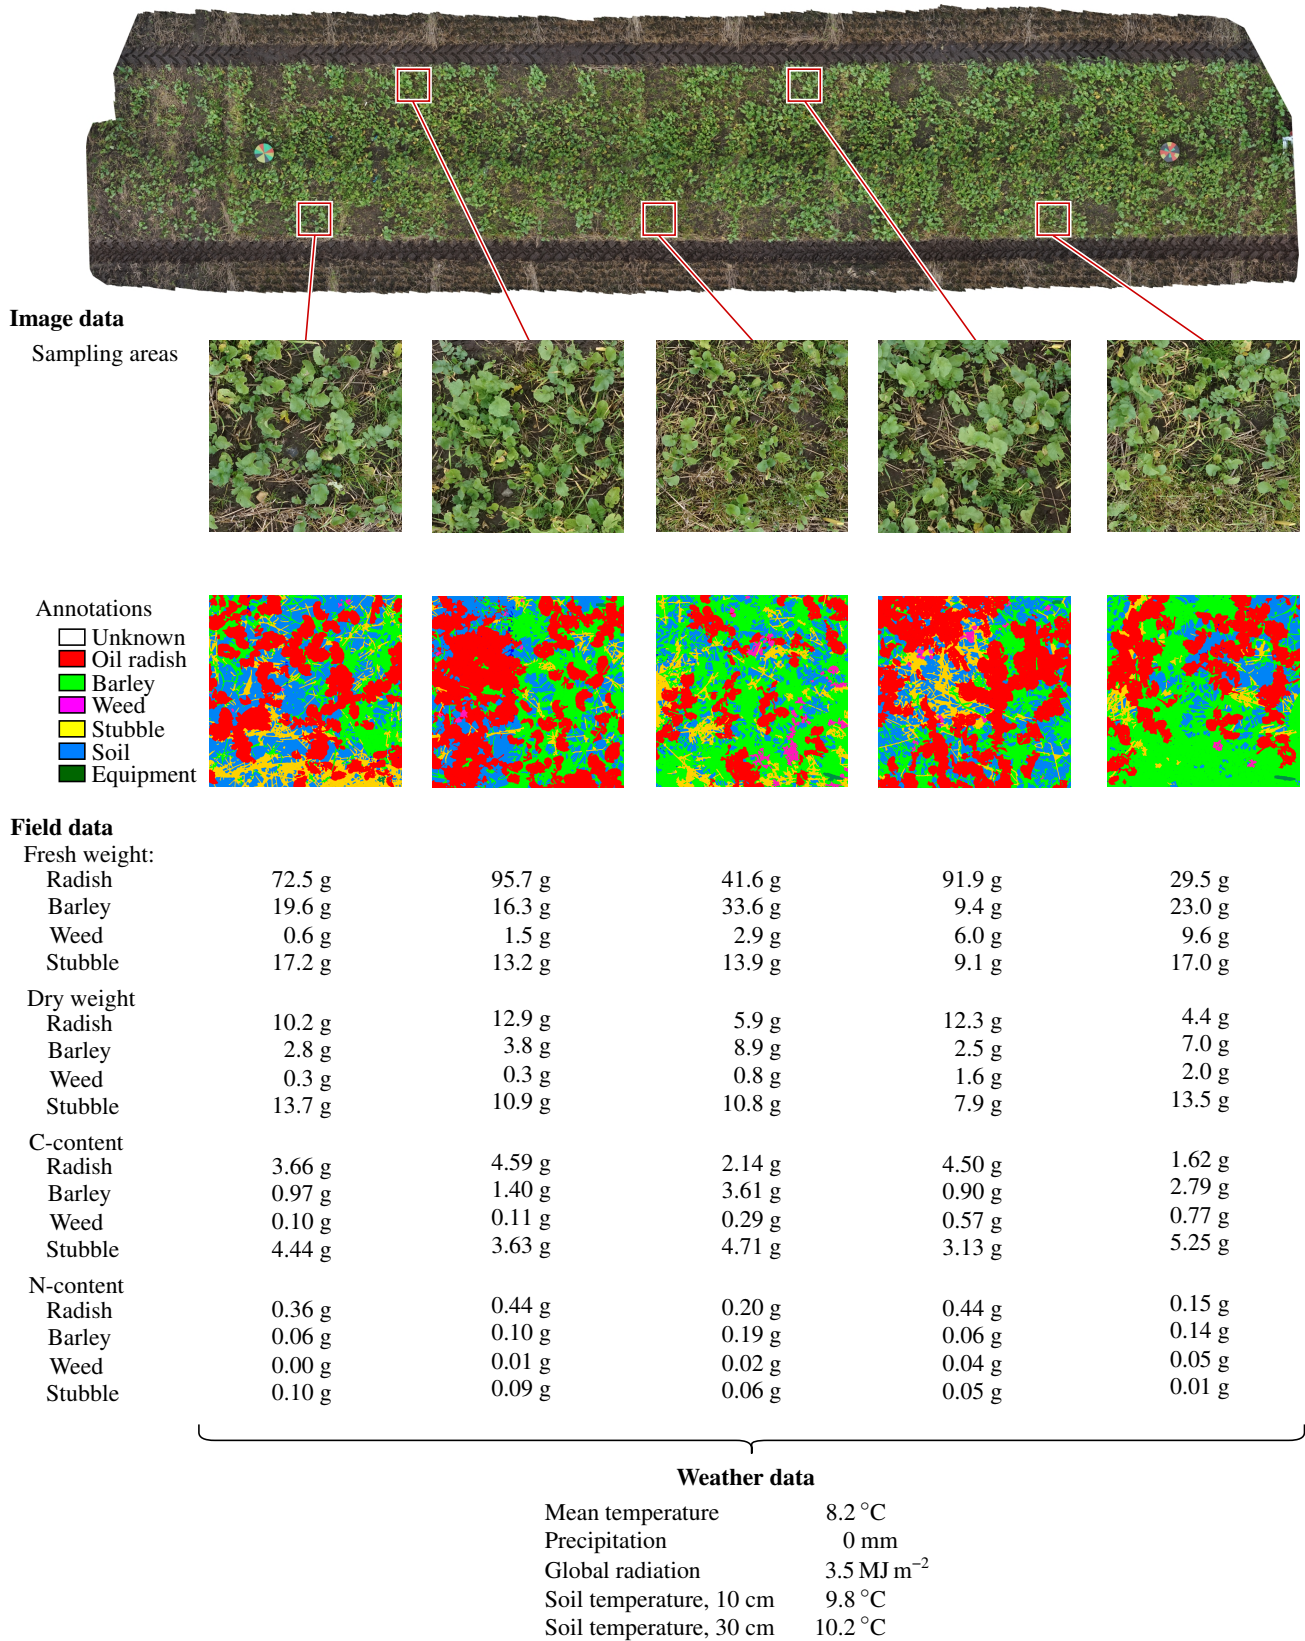 Image data
Sampling areas
Annotations
Unknown
Oil radish
Barley
Weed
Stubble
Soil
Equipment
Field data
Fresh weight:
Radish 72.5 g 95.7 g 41.6 g 91.9 g 29.5 g
Barley 19.6 g 16.3 g 33.6 g 9.4 g 23.0 g
Weed 0.6 g 1.5 g 2.9 g 6.0 g 9.6 g
Stubble 17.2 g 13.2 g 13.9 g 9.1 g 17.0 g
Dry weight
Radish 10.2 g 12.9 g 5.9 g 12.3 g 4.4 g
Barley 2.8 g 3.8 g 8.9 g 2.5 g 7.0 g
Weed 0.3 g 0.3 g 0.8 g 1.6 g 2.0 g
Stubble 13.7 g 10.9 g 10.8 g 7.9 g 13.5 g
C-content
Radish 3.66 g 4.59 g 2.14 g 4.50 g 1.62 g
Barley 0.97 g 1.40 g 3.61 g 0.90 g 2.79 g
Weed 0.10 g 0.11 g 0.29 g 0.57 g 0.77 g
Stubble 4.44 g 3.63 g 4.71 g 3.13 g 5.25 g
N-content
Radish 0.36 g 0.44 g 0.20 g 0.44 g 0.15 g
Barley 0.06 g 0.10 g 0.19 g 0.06 g 0.14 g
Weed 0.00 g 0.01 g 0.02 g 0.04 g 0.05 g
Stubble 0.10 g 0.09 g 0.06 g 0.05 g 0.01 g
Weather data
Mean temperature 8.2 °C
Precipitation 0 mm
Global radiation 3.5 MJ m⁻²
Soil temperature, 10 cm 9.8 °C
Soil temperature, 30 cm 10.2 °C